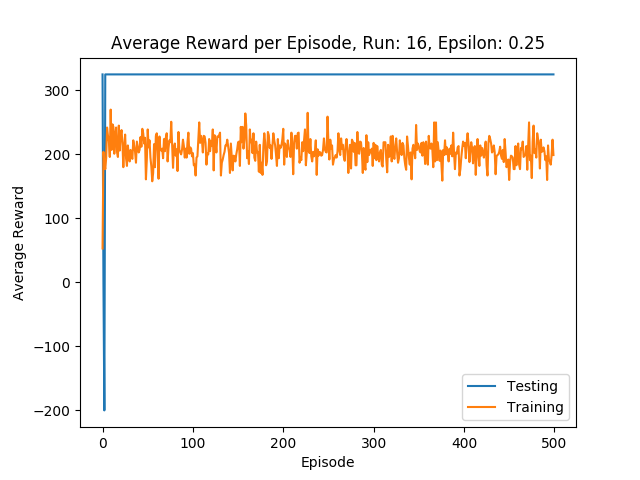 Average Reward per Episode, Run: 16, Epsilon: 0.25
Average Reward
300
200
100
0
−100
−200
0
100
200
300
400
500
Episode
Testing
Training